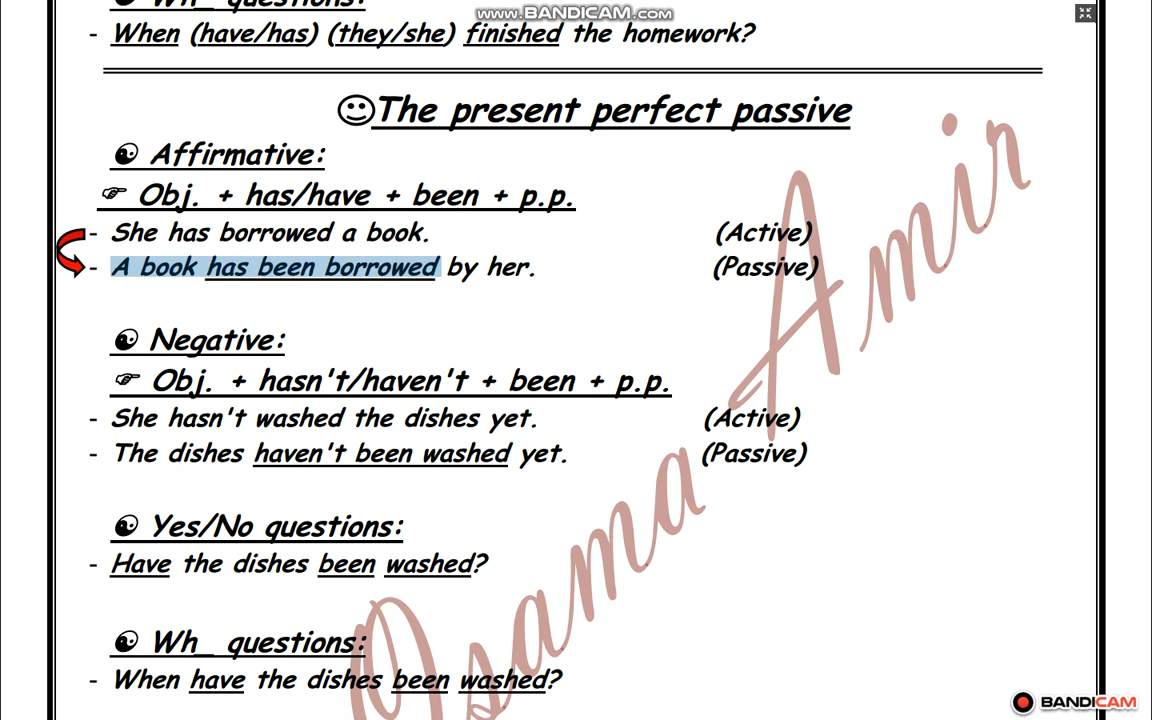 Wh_ questions:
www.BANDICAM.com
- When (have/has) (they/she) finished the homework?
☺The present perfect passive
☯ Affirmative:
☞ Obj. + has/have + been + p.p.
- She has borrowed a book. (Active)
- A book has been borrowed by her. (Passive)
☯ Negative:
☞ Obj. + hasn't/haven't + been + p.p.
- She hasn't washed the dishes yet. (Active)
- The dishes haven't been washed yet. (Passive)
☯ Yes/No questions:
- Have the dishes been washed?
☯ Wh_ questions:
- When have the dishes been washed?
Osama Amir
BANDICAM